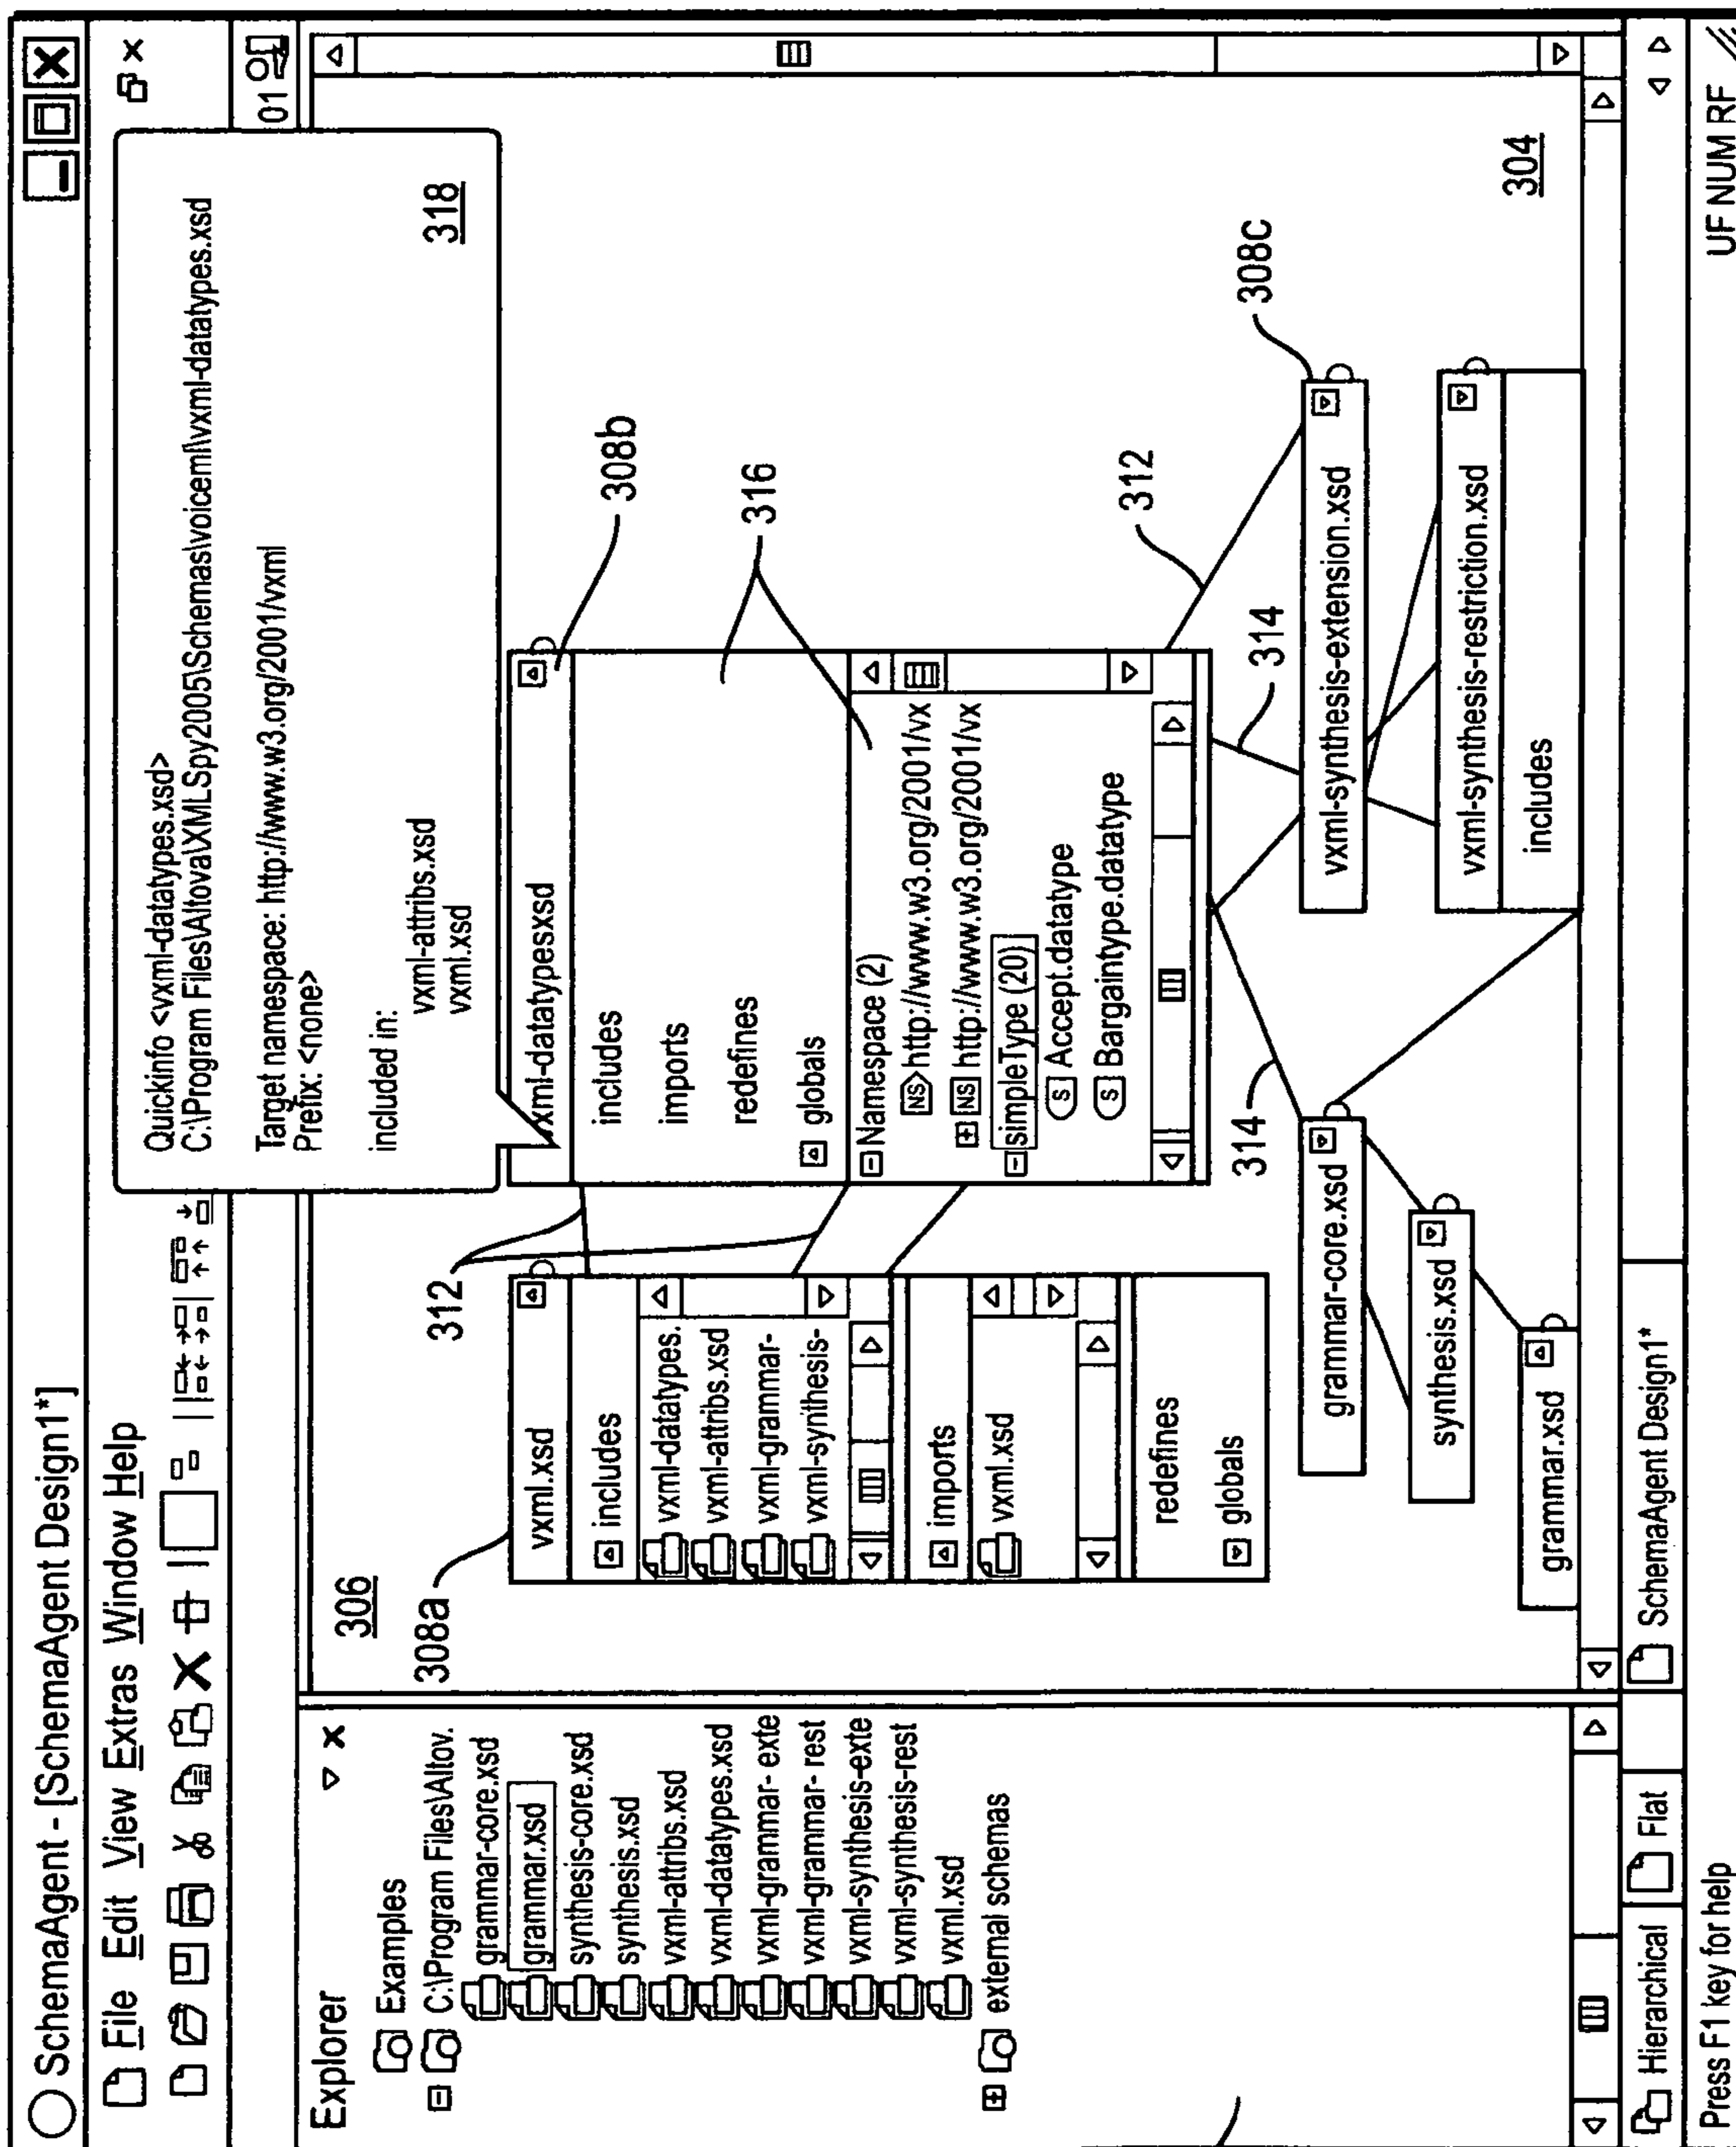 SchemaAgent - [SchemaAgent Design1*]
File Edit View Extras Window Help
01
Explorer
Examples
C:\Program Files\Altov.
grammar-core.xsd
grammar.xsd
synthesis-core.xsd
synthesis.xsd
vxml-attribs.xsd
vxml-datatypes.xsd
vxml-grammar- exte
vxml-grammar- rest
vxml-synthesis-exte
vxml-synthesis-rest
vxml.xsd
external schemas
Hierarchical
Flat
Press F1 key for help
306
308a
vxml.xsd
includes
vxml-datatypes.
vxml-attribs.xsd
vxml-grammar-
vxml-synthesis-
imports
vxml.xsd
redefines
globals
312
Quickinfo <vxml-datatypes.xsd>
C:\Program Files\Altova\XMLSpy2005\Schemas\voiceml\vxml-datatypes.xsd
Target namespace: http://www.w3.org/2001/vxml
Prefix: <none>
included in:
vxml-attribs.xsd
vxml.xsd
318
xml-datatypesxsd
308b
includes
imports
redefines
316
globals
Namespace (2)
NS http://www.w3.org/2001/vx
NS http://www.w3.org/2001/vx
simpleType (20)
S Accept.datatype
S Bargaintype.datatype
312
314
314
308c
grammar-core.xsd
synthesis.xsd
grammar.xsd
vxml-synthesis-extension.xsd
vxml-synthesis-restriction.xsd
includes
304
SchemaAgent Design1*
UF NUM RF